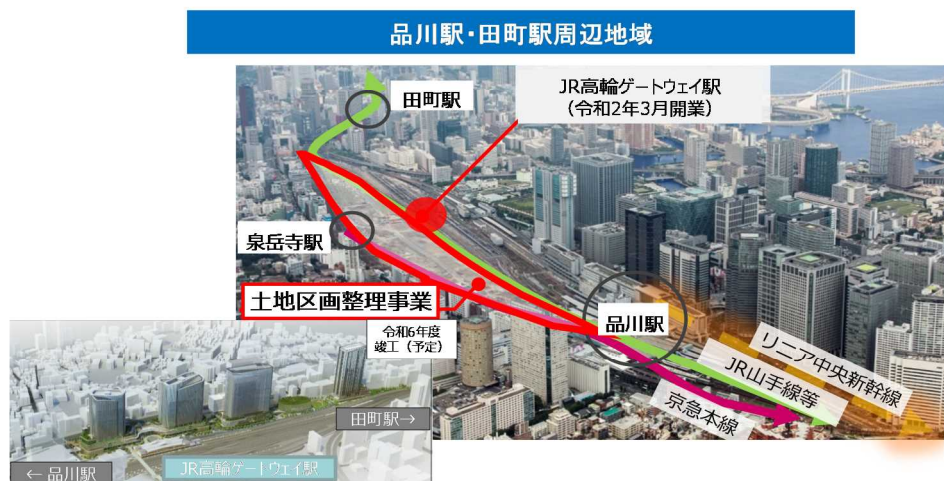 品川駅・田町駅周辺地域
田町駅
JR高輪ゲートウェイ駅
（令和2年3月開業）
泉岳寺駅
土地区画整理事業
令和6年度
竣工（予定）
品川駅
リニア中央新幹線
JR山手線等
京急本線
田町駅→
← 品川駅
JR高輪ゲートウェイ駅